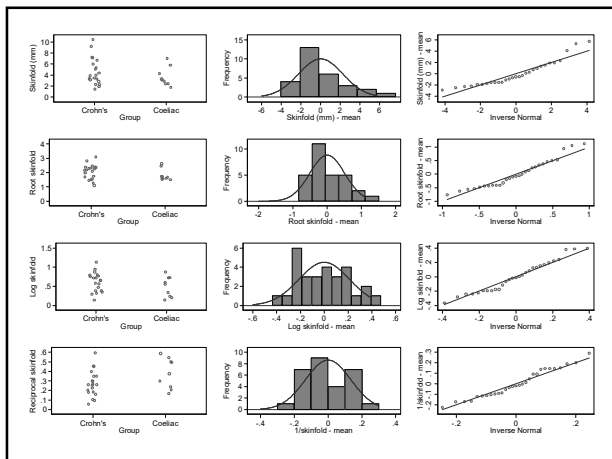 Skinfold (mm)
10
8
6
4
2
0
Crohn's Coeliac
Group
Frequency
15
10
5
0
-6 -4 -2 0 2 4 6
Skinfold (mm) - mean
Skinfold (mm) - mean
-6 -4 -2 0 2 4 6
-4 -2 0 2 4
Inverse Normal
Root skinfold
4
3
2
1
0
Crohn's Coeliac
Group
Frequency
10
5
0
-2 -1 0 1 2
Root skinfold - mean
Root skinfold - mean
-1 -.5 0 .5 1
-1 -.5 0 .5 1
Inverse Normal
Log skinfold
1.5
1
.5
0
Crohn's Coeliac
Group
Frequency
6
4
2
0
-.6 -.4 -.2 0 .2 .4 .6
Log skinfold - mean
Log skinfold - mean
-.4 -.2 0 .2 .4
-.4 -.2 0 .2 .4
Inverse Normal
Reciprocal skinfold
.6
.5
.4
.3
.2
.1
0
Crohn's Coeliac
Group
Frequency
10
8
6
4
2
0
-.4 -.2 0 .2 .4
1/skinfold - mean
1/skinfold - mean
-.2 -.1 0 .1 .2 .3
-.2 0 .2
Inverse Normal